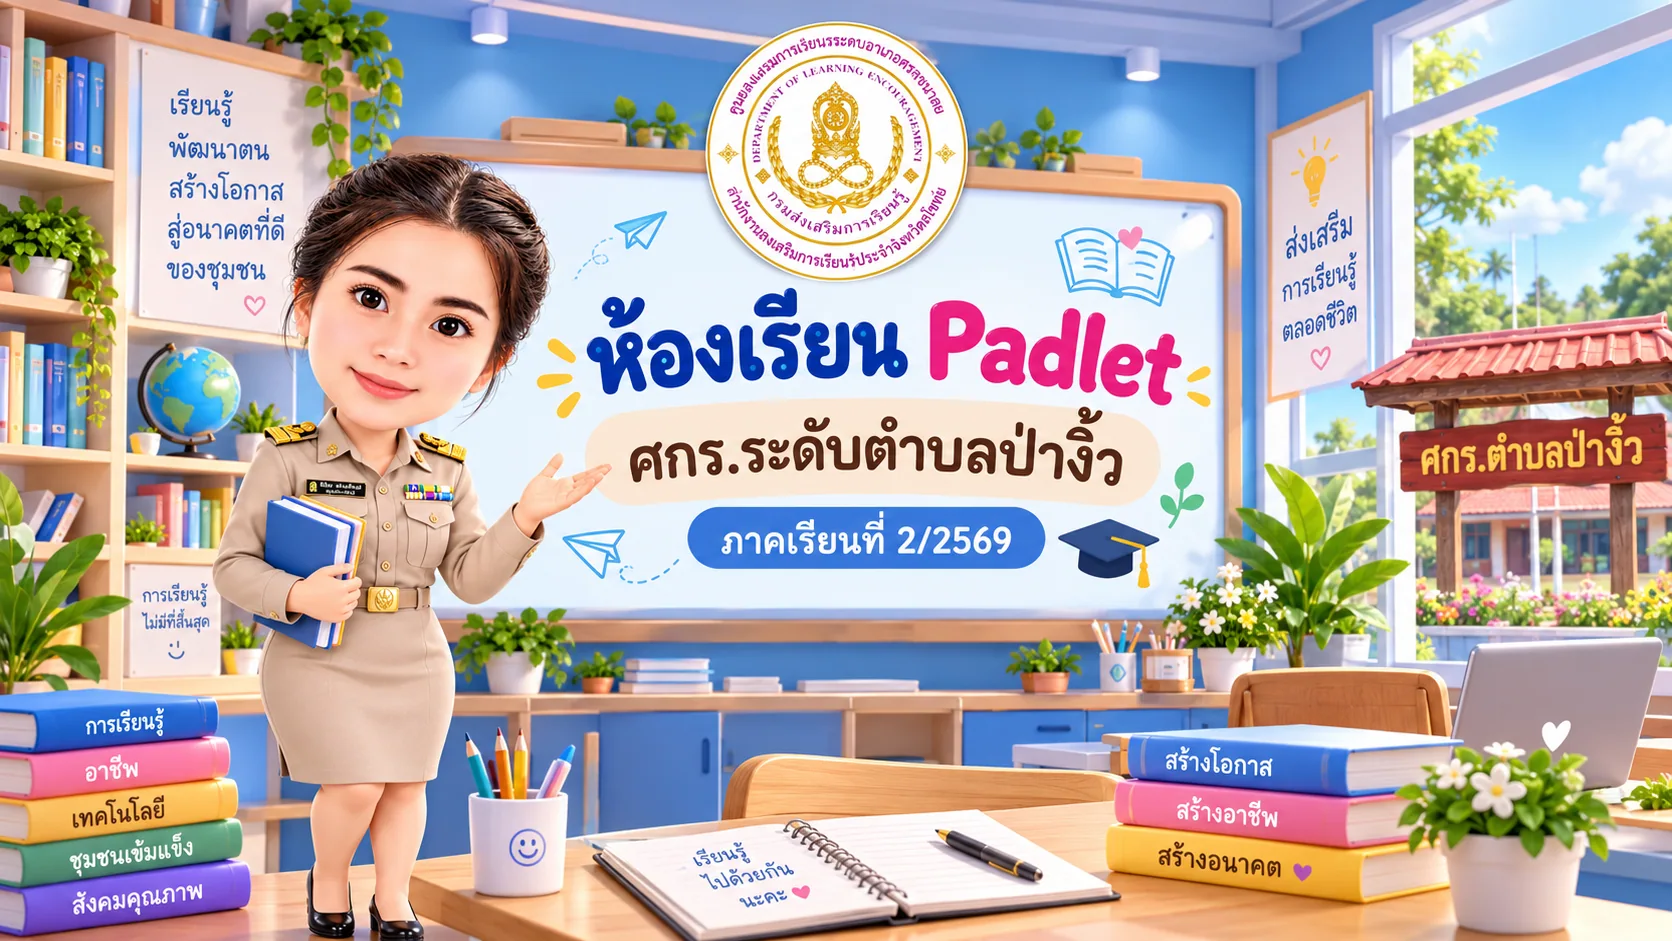 เรียนรู้
พัฒนาตน
สร้างโอกาส
สู่อนาคตที่ดี
ของชุมชน
DEPARTMENT OF LEARNING ENCOURAGEMENT
กรมส่งเสริมการเรียนรู้
ส่งเสริม
การเรียนรู้
ตลอดชีวิต
ห้องเรียน Padlet
ศกร.ระดับตำบลป่างิ้ว
ภาคเรียนที่ 2/2569
ศกร.ตำบลป่างิ้ว
การเรียนรู้
ไม่มีที่สิ้นสุด
การเรียนรู้
อาชีพ
เทคโนโลยี
ชุมชนเข้มแข็ง
สังคมคุณภาพ
เรียนรู้
ไปด้วยกัน
นะคะ
สร้างโอกาส
สร้างอาชีพ
สร้างอนาคต